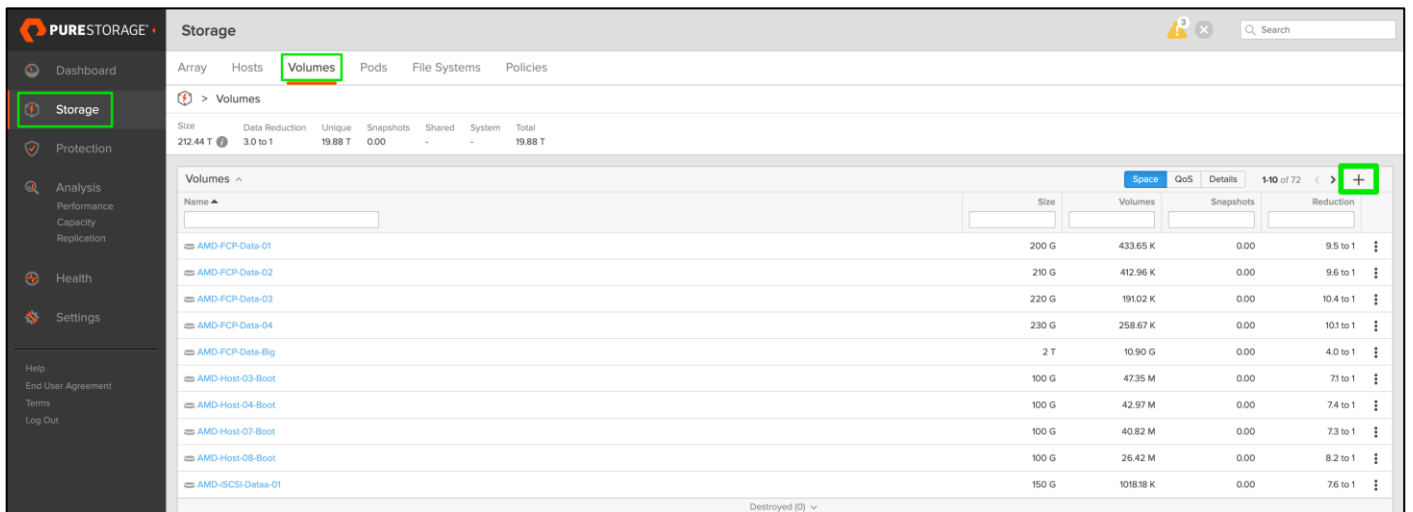 PURESTORAGE®
Storage
3
Search
Dashboard
Storage
Protection
Analysis
Performance
Capacity
Replication
Health
Settings
Help
End User Agreement
Terms
Log Out
Array Hosts Volumes Pods File Systems Policies
> Volumes
Size Data Reduction Unique Snapshots Shared System Total
212.44 T 3.0 to 1 19.88 T 0.00 - - 19.88 T
Volumes Space QoS Details 1-10 of 72 < > +
Name Size Volumes Snapshots Reduction
AMD-FCP-Data-01 200 G 433.65 K 0.00 9.5 to 1
AMD-FCP-Data-02 210 G 412.96 K 0.00 9.6 to 1
AMD-FCP-Data-03 220 G 191.02 K 0.00 10.4 to 1
AMD-FCP-Data-04 230 G 258.67 K 0.00 10.1 to 1
AMD-FCP-Data-Big 2 T 10.90 G 0.00 4.0 to 1
AMD-Host-03-Boot 100 G 47.35 M 0.00 7.1 to 1
AMD-Host-04-Boot 100 G 42.97 M 0.00 7.4 to 1
AMD-Host-07-Boot 100 G 40.82 M 0.00 7.3 to 1
AMD-Host-08-Boot 100 G 26.42 M 0.00 8.2 to 1
AMD-iSCSI-Dataa-01 150 G 1018.18 K 0.00 7.6 to 1
Destroyed (0)